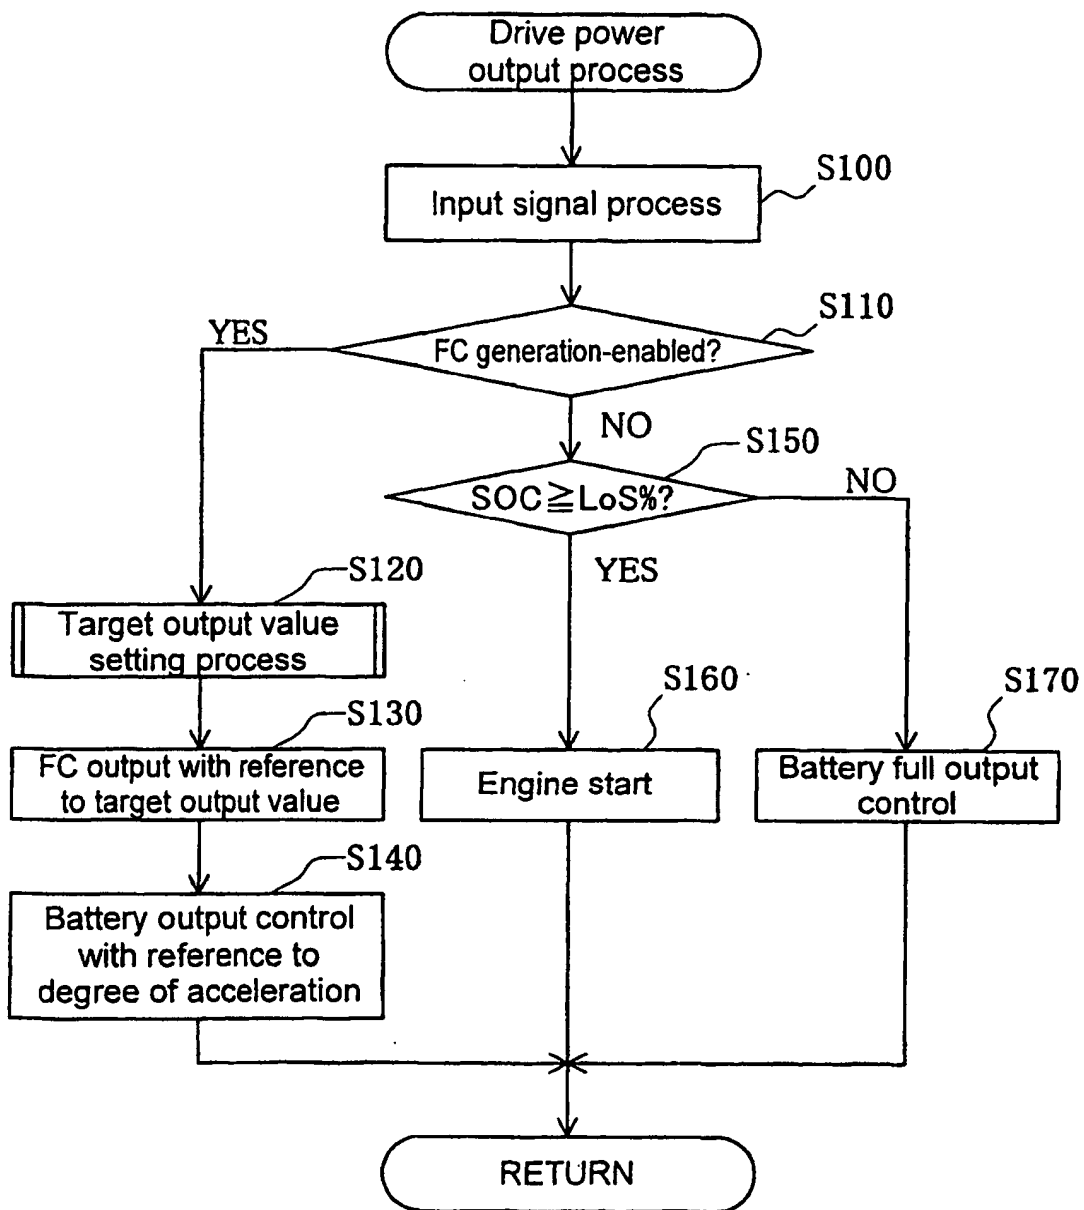 Drive power
output process
S100
Input signal process
S110
YES
FC generation-enabled?
NO
S150
SOC≧LoS%?
NO
YES
S120
Target output value
setting process
S160
S170
S130
FC output with reference
to target output value
Engine start
Battery full output
control
S140
Battery output control
with reference to
degree of acceleration
RETURN